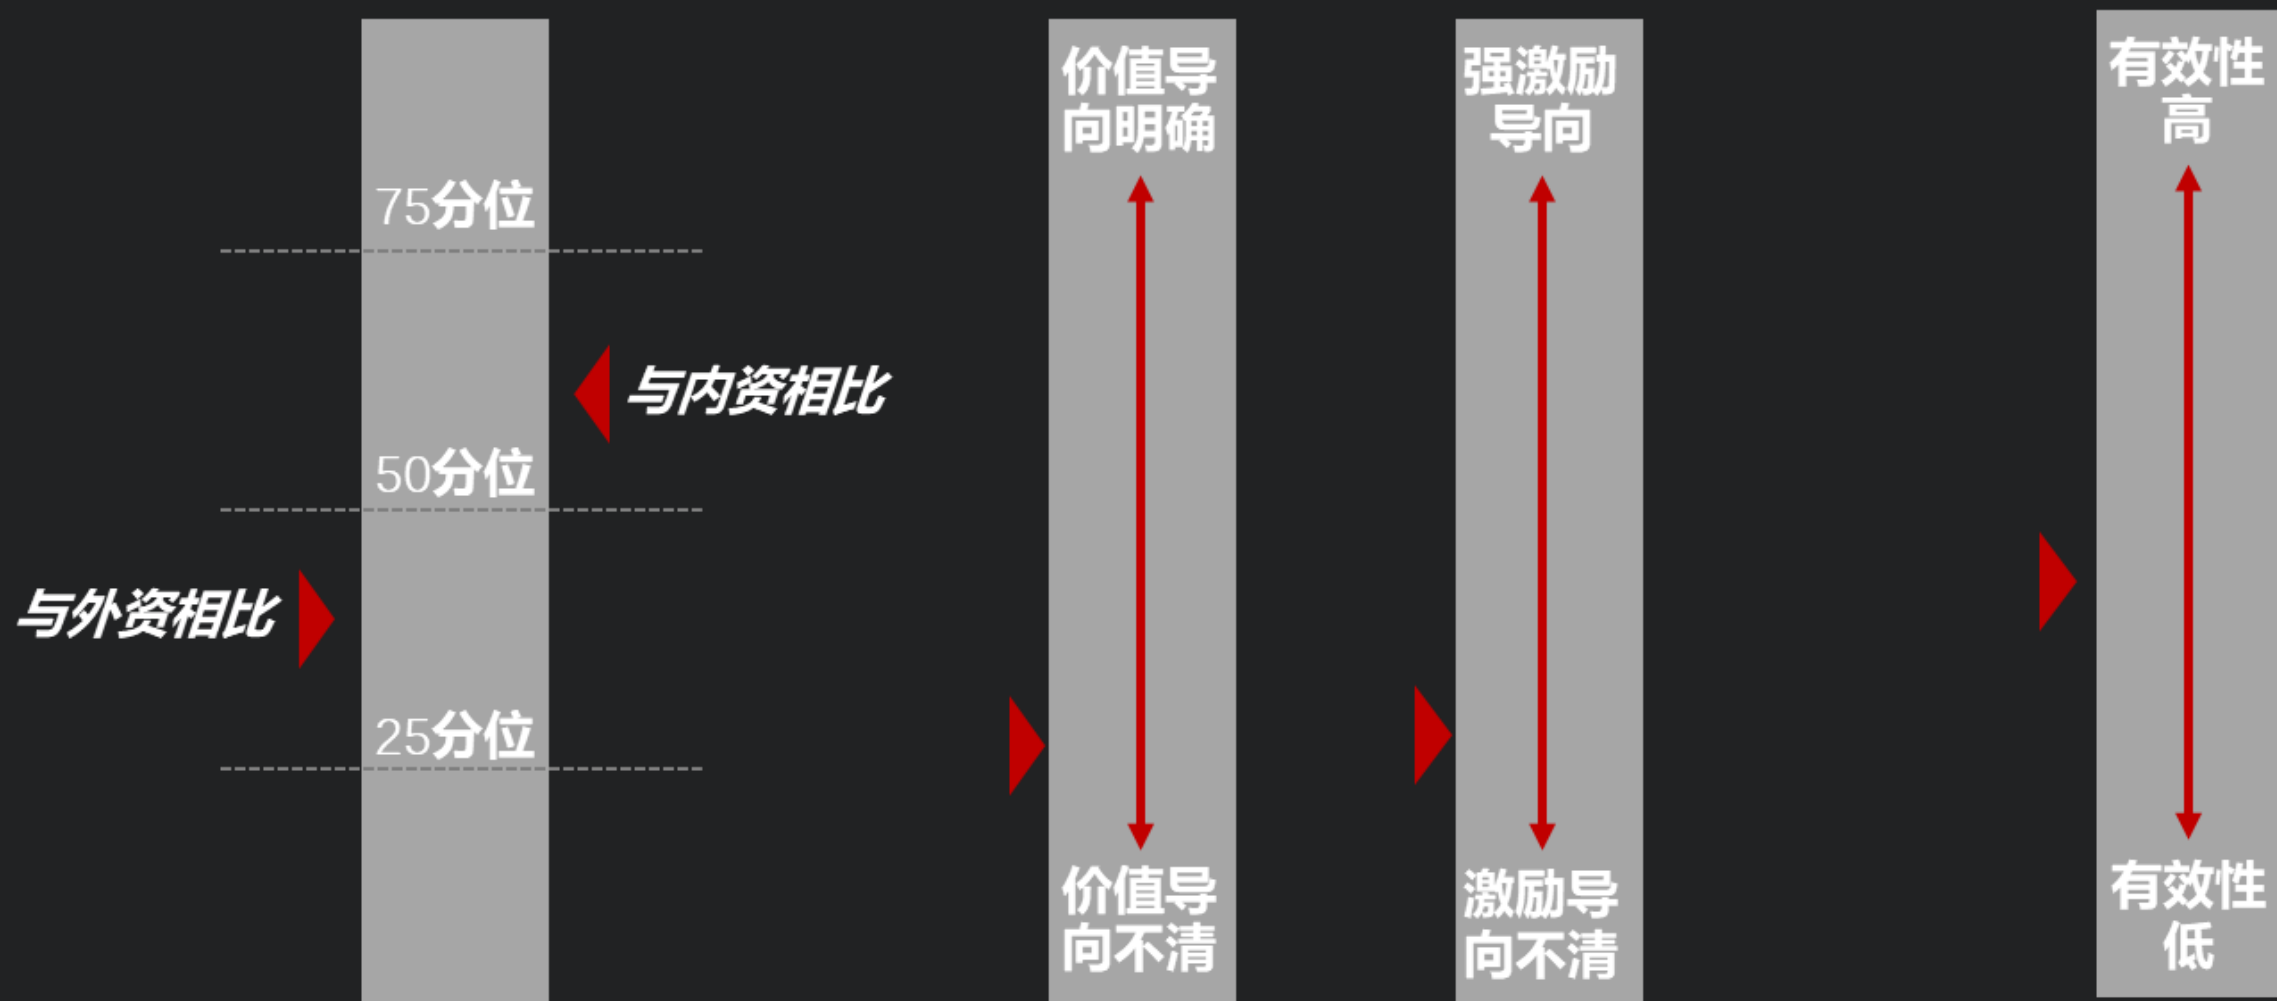 75分位
与内资相比
50分位
与外资相比
25分位
价值导
向明确
价值导
向不清
强激励
导向
激励导
向不清
有效性
高
有效性
低